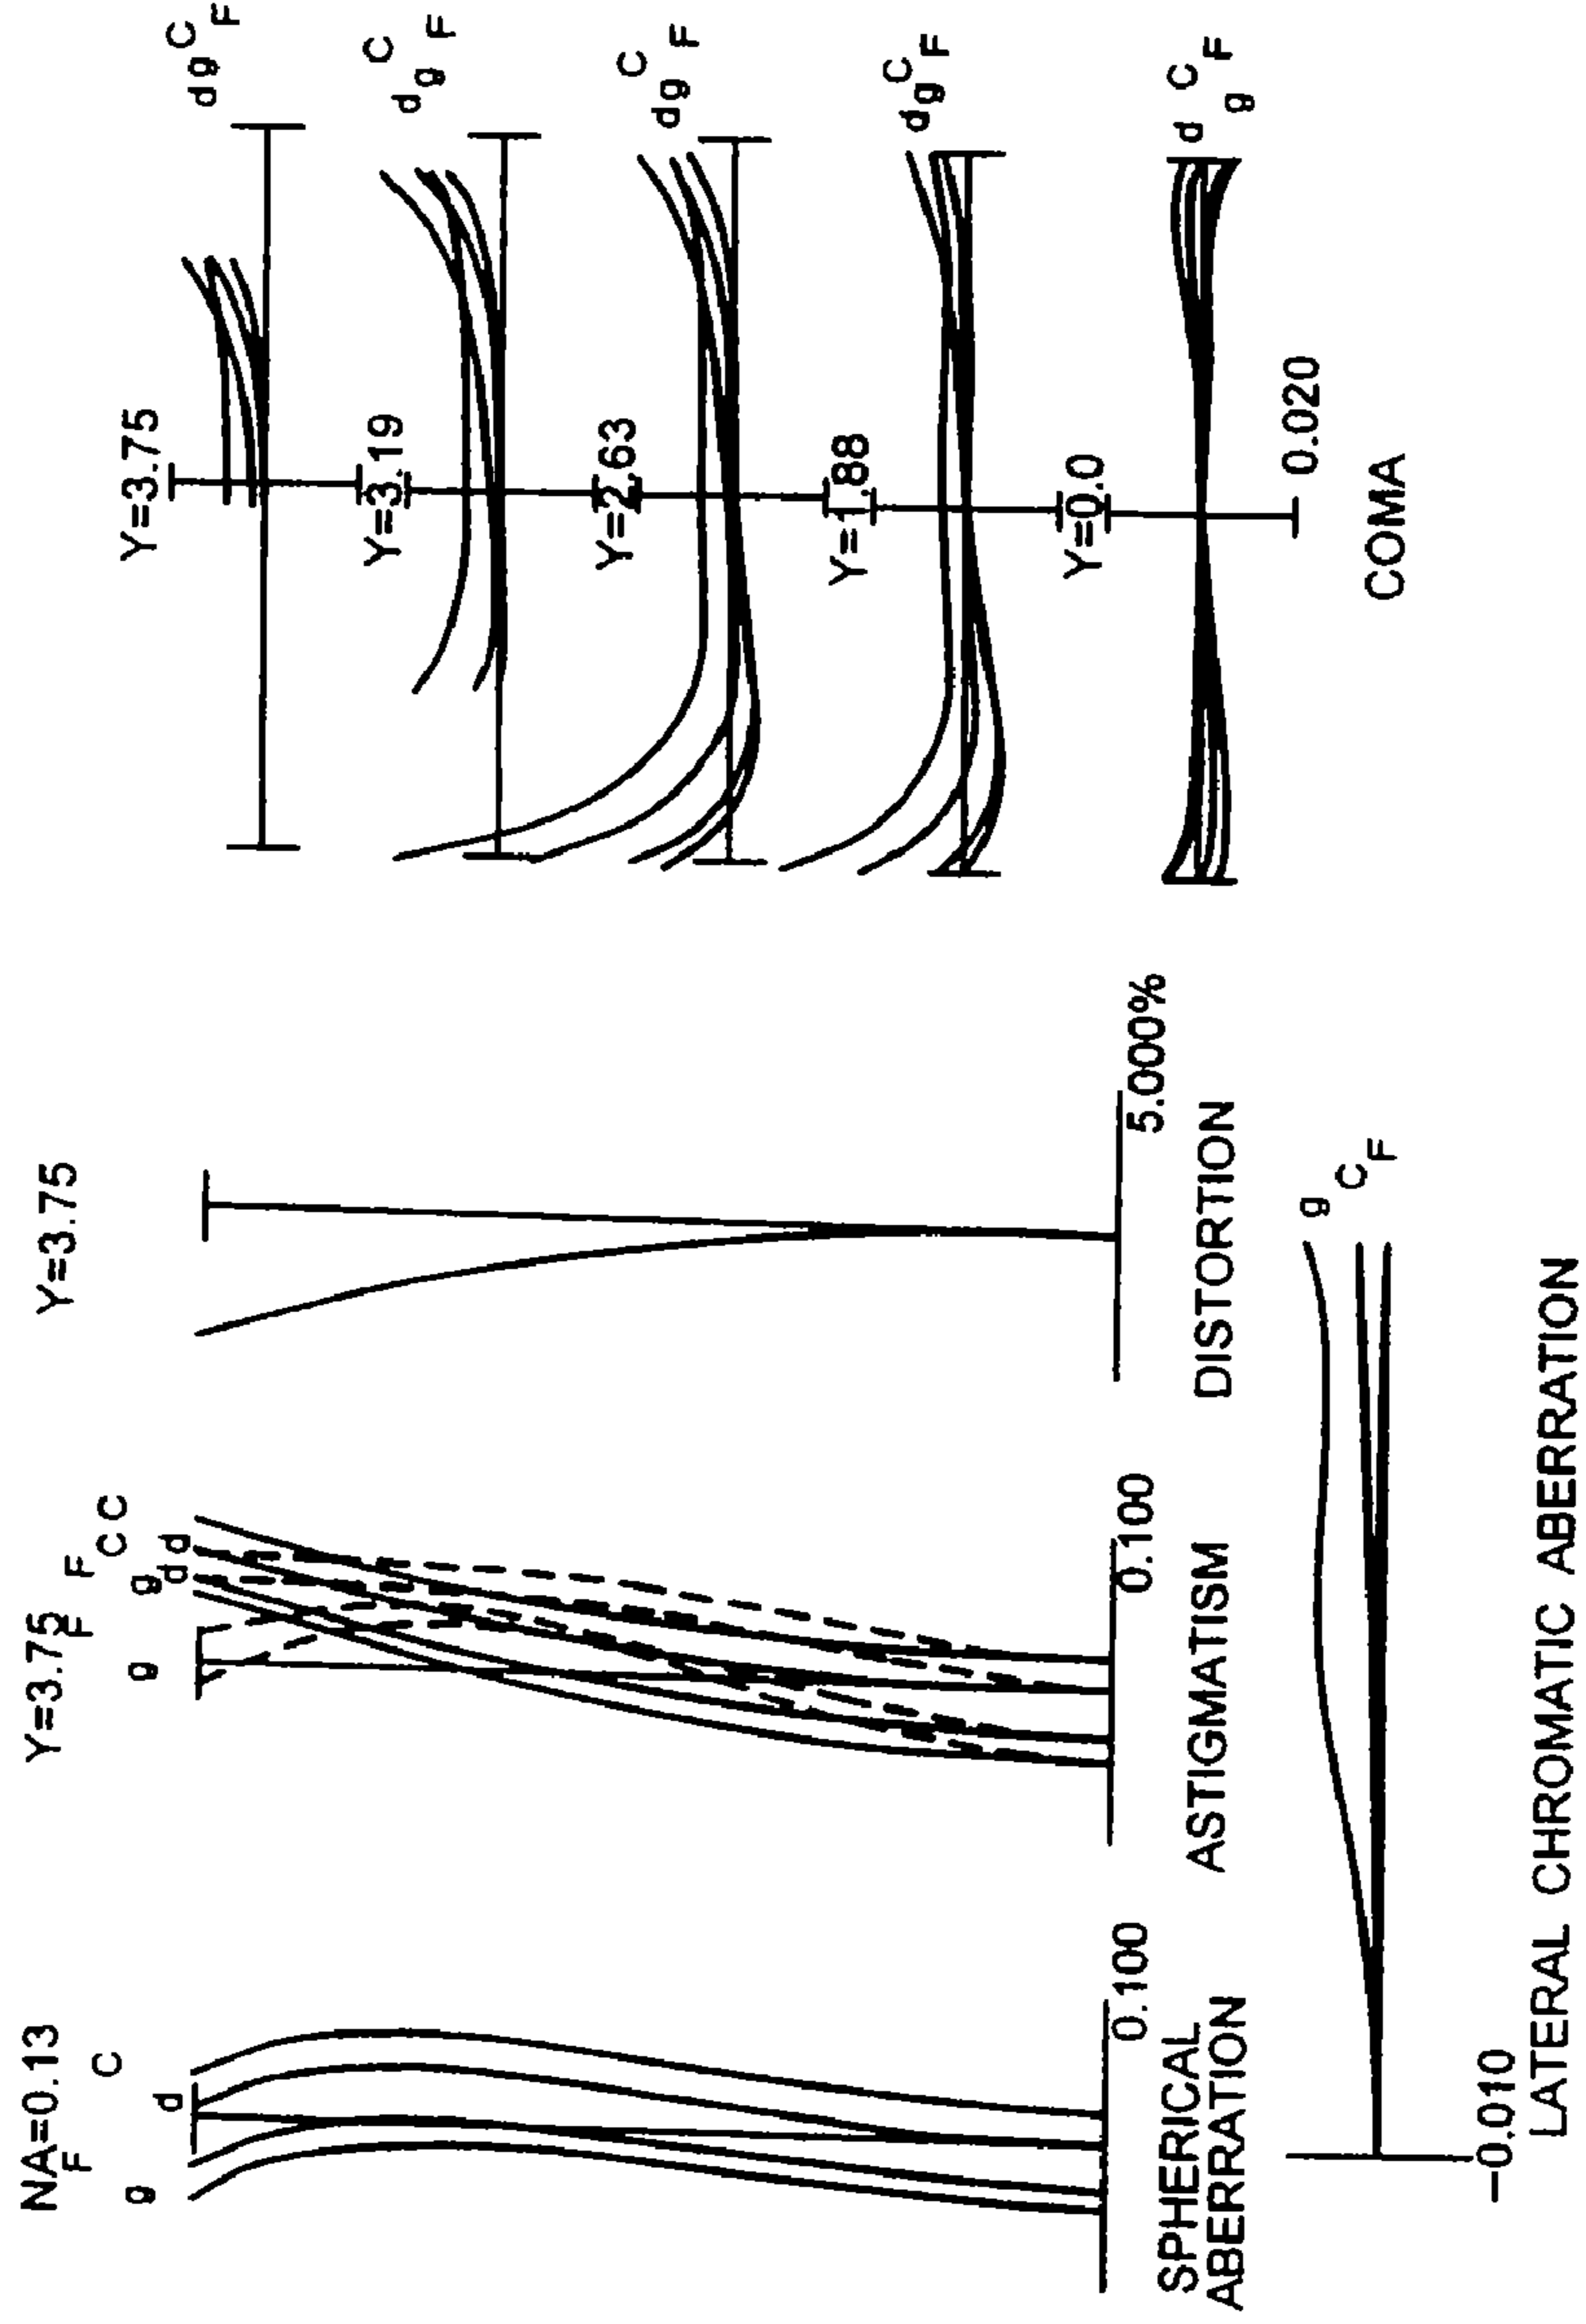 NA=0.13
F
C
g
d
0.100
SPHERICAL
ABERRATION
Y=3.75
F
F
C
C
g
g
d
d
0.100
ASTIGMATISM
Y=3.75
5.000%
DISTORTION
g
C
F
-0.010
LATERAL CHROMATIC ABERRATION
Y=3.75
d g C F
Y=3.19
d g C F
Y=2.63
d g C F
Y=1.88
d g C F
Y=0.0
d g C F
0.020
COMA